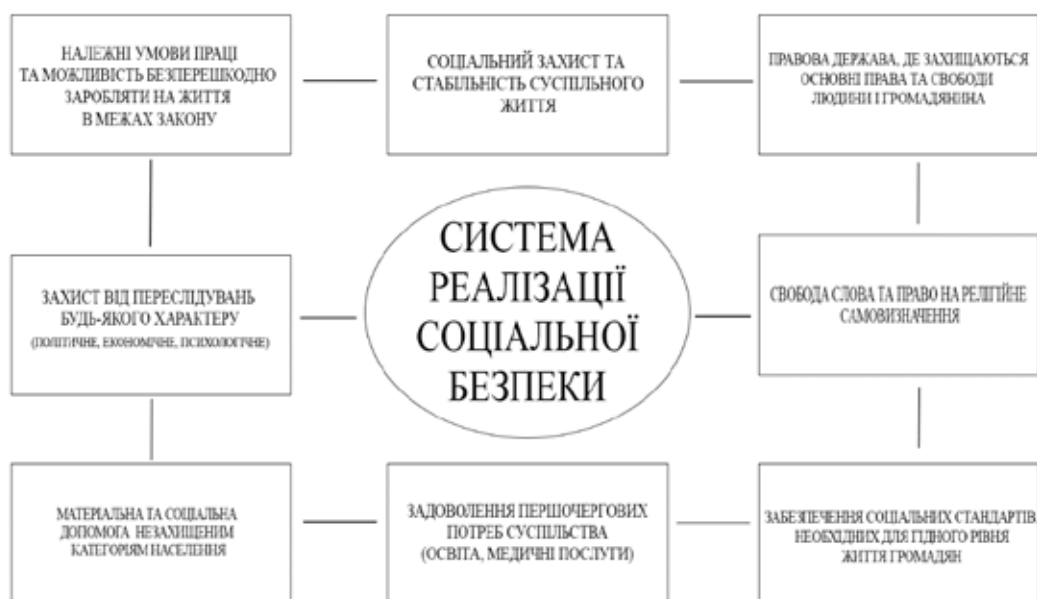 НАЛЕЖНІ УМОВИ ПРАЦІ
ТА МОЖЛИВІСТЬ БЕЗПЕРЕШКОДНО
ЗАРОБЛЯТИ НА ЖИТТЯ
В МЕЖАХ ЗАКОНУ
СОЦІАЛЬНИЙ ЗАХИСТ ТА
СТАБІЛЬНІСТЬ СУСПІЛЬНОГО
ЖИТТЯ
ПРАВОВА ДЕРЖАВА, ДЕ ЗАХИЩАЮТЬСЯ
ОСНОВНІ ПРАВА ТА СВОБОДИ
ЛЮДИНИ І ГРОМАДЯНИНА
ЗАХИСТ ВІД ПЕРЕСЛІДУВАНЬ
БУДЬ-ЯКОГО ХАРАКТЕРУ
(ПОЛІТИЧНЕ, ЕКОНОМІЧНЕ, ПСИХОЛОГІЧНЕ)
СИСТЕМА
РЕАЛІЗАЦІЇ
СОЦІАЛЬНОЇ
БЕЗПЕКИ
СВОБОДА СЛОВА ТА ПРАВО НА РЕЛІГІЙНЕ
САМОВИЗНАЧЕННЯ
МАТЕРІАЛЬНА ТА СОЦІАЛЬНА
ДОПОМОГА НЕЗАХИЩЕНИМ
КАТЕГОРІЯМ НАСЕЛЕННЯ
ЗАДОВОЛЕННЯ ПЕРШОЧЕРГОВИХ
ПОТРЕБ СУСПІЛЬСТВА
(ОСВІТА, МЕДИЧНІ ПОСЛУГИ)
ЗАБЕЗПЕЧЕННЯ СОЦІАЛЬНИХ СТАНДАРТІВ,
НЕОБХІДНИХ ДЛЯ ГІДНОГО РІВНЯ
ЖИТТЯ ГРОМАДЯН